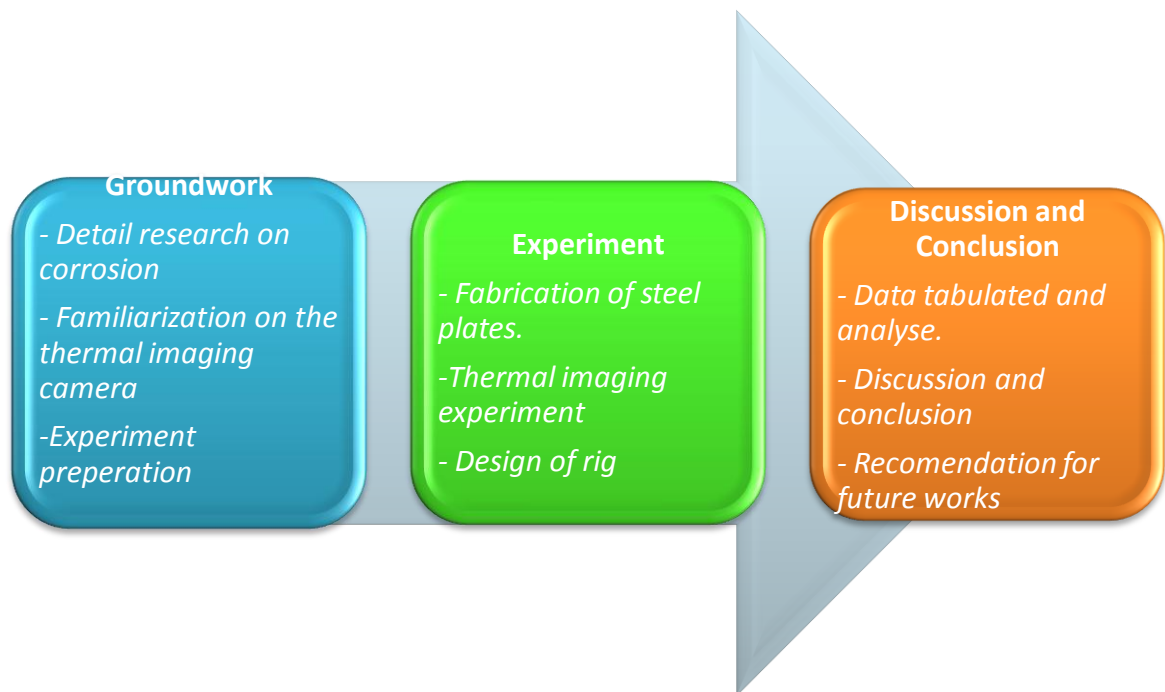 Groundwork
- Detail research on
corrosion
- Familiarization on the
thermal imaging
camera
-Experiment
preperation
Experiment
- Fabrication of steel
plates.
-Thermal imaging
experiment
- Design of rig
Discussion and
Conclusion
- Data tabulated and
analyse.
- Discussion and
conclusion
- Recomendation for
future works